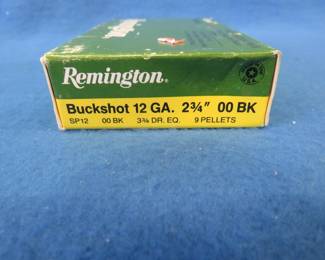 Remington®
Buckshot 12 GA. 2¾" 00 BK
SP12 00 BK 3¾ DR. EQ. 9 PELLETS